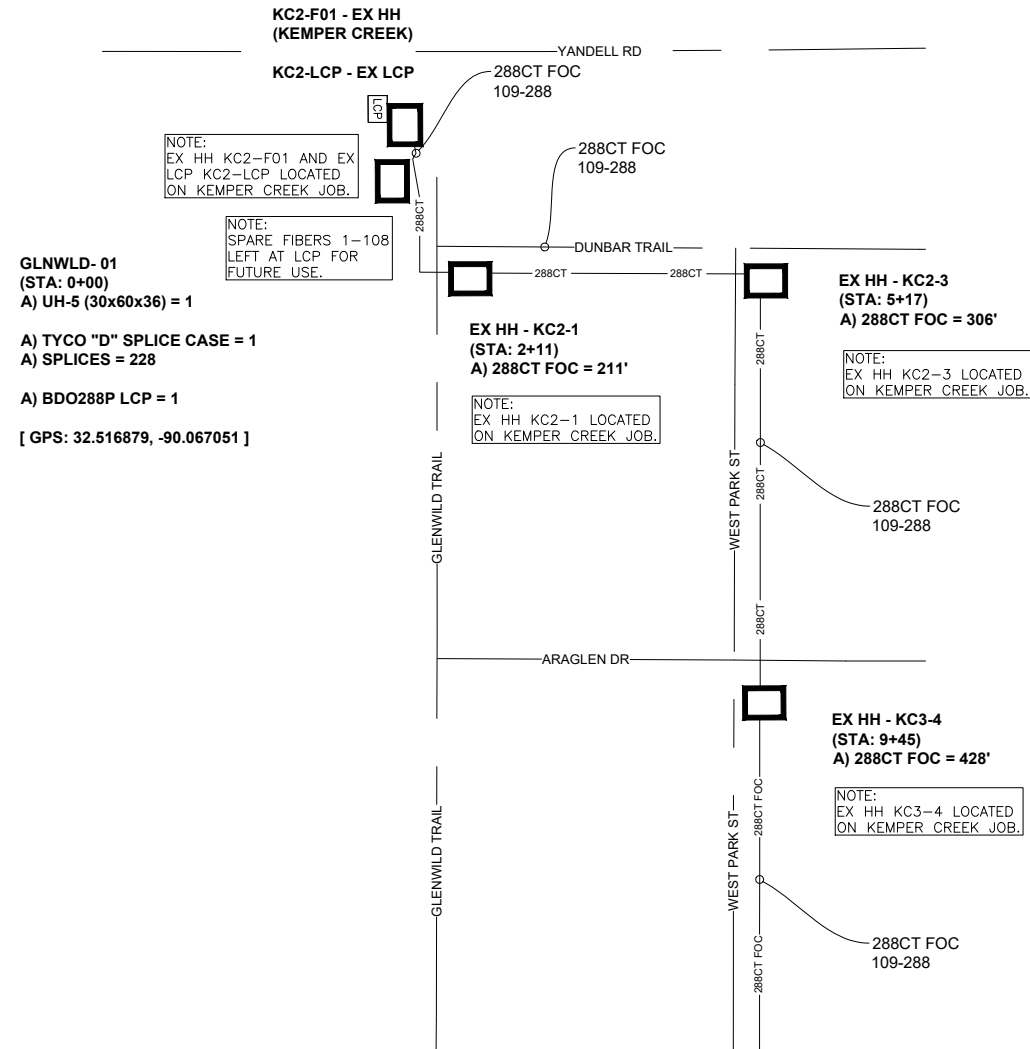 KC2-F01 - EX HH
(KEMPER CREEK)
YANDELL RD
KC2-LCP - EX LCP
288CT FOC
109-288
LCP
NOTE:
EX HH KC2-F01 AND EX
LCP KC2-LCP LOCATED
ON KEMPER CREEK JOB.
288CT FOC
109-288
288CT
NOTE:
SPARE FIBERS 1-108
LEFT AT LCP FOR
FUTURE USE.
DUNBAR TRAIL
GLNWLD- 01
(STA: 0+00)
A) UH-5 (30x60x36) = 1
A) TYCO "D" SPLICE CASE = 1
A) SPLICES = 228
A) BDO288P LCP = 1
[ GPS: 32.516879, -90.067051 ]
288CT
288CT
EX HH - KC2-1
(STA: 2+11)
A) 288CT FOC = 211'
NOTE:
EX HH KC2-1 LOCATED
ON KEMPER CREEK JOB.
EX HH - KC2-3
(STA: 5+17)
A) 288CT FOC = 306'
NOTE:
EX HH KC2-3 LOCATED
ON KEMPER CREEK JOB.
288CT
GLENWILD TRAIL
WEST PARK ST
288CT
288CT FOC
109-288
288CT
ARAGLEN DR
EX HH - KC3-4
(STA: 9+45)
A) 288CT FOC = 428'
NOTE:
EX HH KC3-4 LOCATED
ON KEMPER CREEK JOB.
288CT FOC
GLENWILD TRAIL
WEST PARK ST
288CT FOC
109-288
288CT FOC